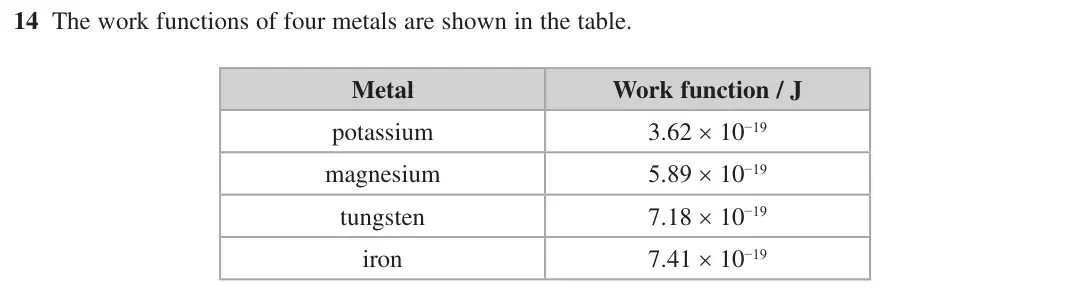 14 The work functions of four metals are shown in the table.
Metal Work function / J
potassium 3.62 × 10⁻¹⁹
magnesium 5.89 × 10⁻¹⁹
tungsten 7.18 × 10⁻¹⁹
iron 7.41 × 10⁻¹⁹